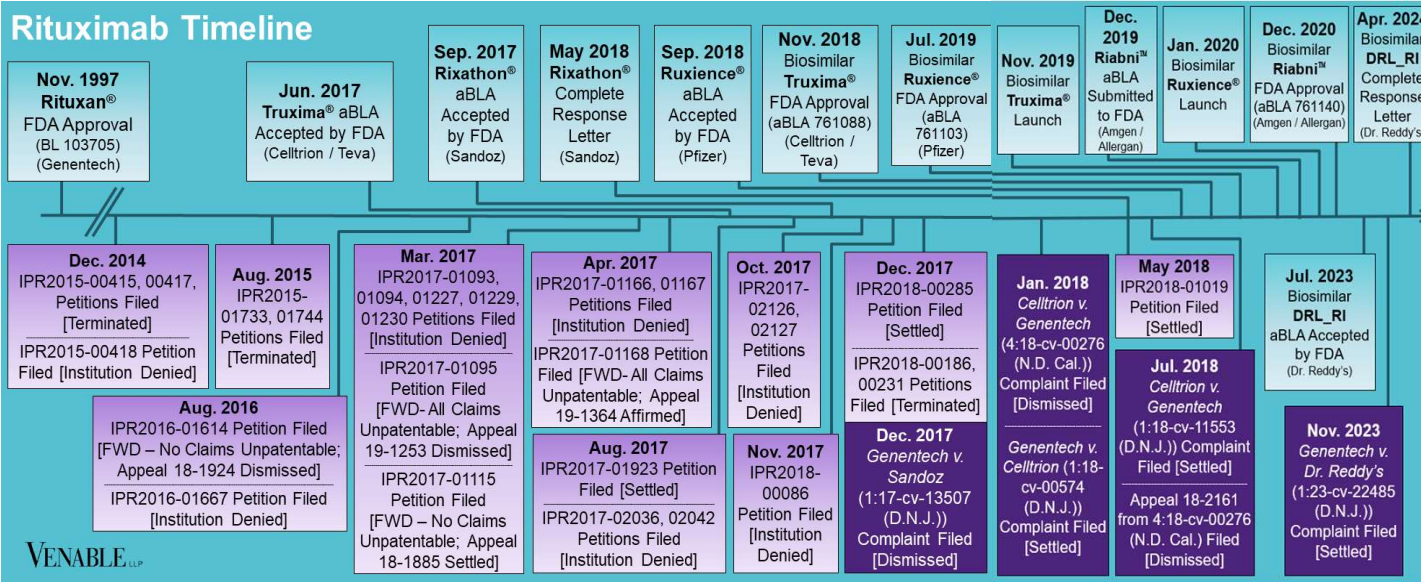 Rituximab Timeline
Nov. 1997
Rituxan®
FDA Approval
(BL 103705)
(Genentech)
Jun. 2017
Truxima® aBLA
Accepted by FDA
(Celltrion / Teva)
Sep. 2017
Rixathon®
aBLA
Accepted
by FDA
(Sandoz)
May 2018
Rixathon®
Complete
Response
Letter
(Sandoz)
Sep. 2018
Ruxience®
aBLA
Accepted
by FDA
(Pfizer)
Nov. 2018
Biosimilar
Truxima®
FDA Approval
(aBLA 761088)
(Celltrion /
Teva)
Jul. 2019
Biosimilar
Ruxience®
FDA Approval
(aBLA
761103)
(Pfizer)
Nov. 2019
Biosimilar
Truxima®
Launch
Dec.
2019
Riabni™
aBLA
Submitted
to FDA
(Amgen /
Allergan)
Jan. 2020
Biosimilar
Ruxience®
Launch
Dec. 2020
Biosimilar
Riabni™
FDA Approval
(aBLA 761140)
(Amgen / Allergan)
Apr. 2024
Biosimilar
DRL_RI
Complete
Response
Letter
(Dr. Reddy's)
Dec. 2014
IPR2015-00415, 00417,
Petitions Filed
[Terminated]
IPR2015-00418 Petition
Filed [Institution Denied]
Aug. 2015
IPR2015-
01733, 01744
Petitions Filed
[Terminated]
Aug. 2016
IPR2016-01614 Petition Filed
[FWD – No Claims Unpatentable;
Appeal 18-1924 Dismissed]
IPR2016-01667 Petition Filed
[Institution Denied]
Mar. 2017
IPR2017-01093,
01094, 01227, 01229,
01230 Petitions Filed
[Institution Denied]
IPR2017-01095
Petition Filed
[FWD- All Claims
Unpatentable; Appeal
19-1253 Dismissed]
IPR2017-01115
Petition Filed
[FWD – No Claims
Unpatentable; Appeal
18-1885 Settled]
Apr. 2017
IPR2017-01166, 01167
Petitions Filed
[Institution Denied]
IPR2017-01168 Petition
Filed [FWD- All Claims
Unpatentable; Appeal
19-1364 Affirmed]
Aug. 2017
IPR2017-01923 Petition
Filed [Settled]
IPR2017-02036, 02042
Petitions Filed
[Institution Denied]
Oct. 2017
IPR2017-
02126,
02127
Petitions
Filed
[Institution
Denied]
Nov. 2017
IPR2018-
00086
Petition Filed
[Institution
Denied]
Dec. 2017
IPR2018-00285
Petition Filed
[Settled]
IPR2018-00186,
00231 Petitions
Filed [Terminated]
Dec. 2017
Genentech v.
Sandoz
(1:17-cv-13507
(D.N.J.))
Complaint Filed
[Dismissed]
Jan. 2018
Celltrion v.
Genentech
(4:18-cv-00276
(N.D. Cal.))
Complaint Filed
[Dismissed]
Genentech v.
Celltrion (1:18-
cv-00574
(D.N.J.))
Complaint Filed
[Settled]
May 2018
IPR2018-01019
Petition Filed
[Settled]
Jul. 2018
Celltrion v.
Genentech
(1:18-cv-11553
(D.N.J.)) Complaint
Filed [Settled]
Appeal 18-2161
from 4:18-cv-00276
(N.D. Cal.) Filed
[Dismissed]
Jul. 2023
Biosimilar
DRL_RI
aBLA Accepted
by FDA
(Dr. Reddy's)
Nov. 2023
Genentech v.
Dr. Reddy's
(1:23-cv-22485
(D.N.J.))
Complaint Filed
[Settled]
VENABLE LLP